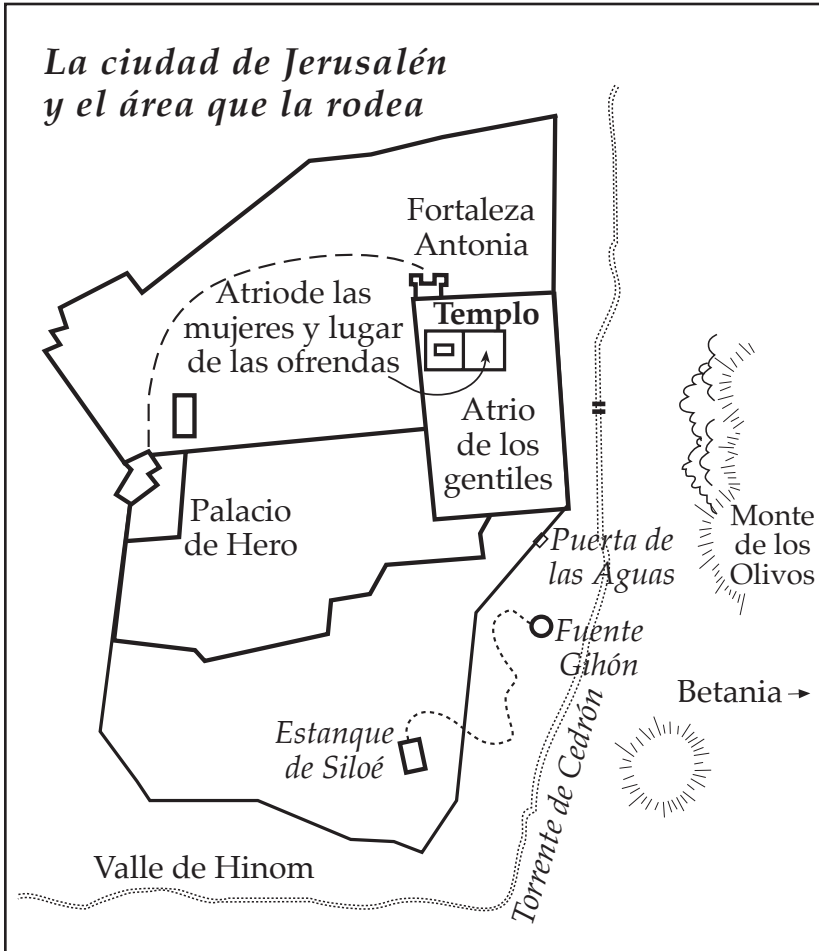 La ciudad de Jerusalén
y el área que la rodea
Fortaleza
Antonia
Atriode las
mujeres y lugar
de las ofrendas
Templo
Atrio
de los
gentiles
Palacio
de Hero
Puerta de
las Aguas
Monte
de los
Olivos
Fuente
Gihón
Betania
Estanque
de Siloé
Torrente de Cedrón
Valle de Hinom